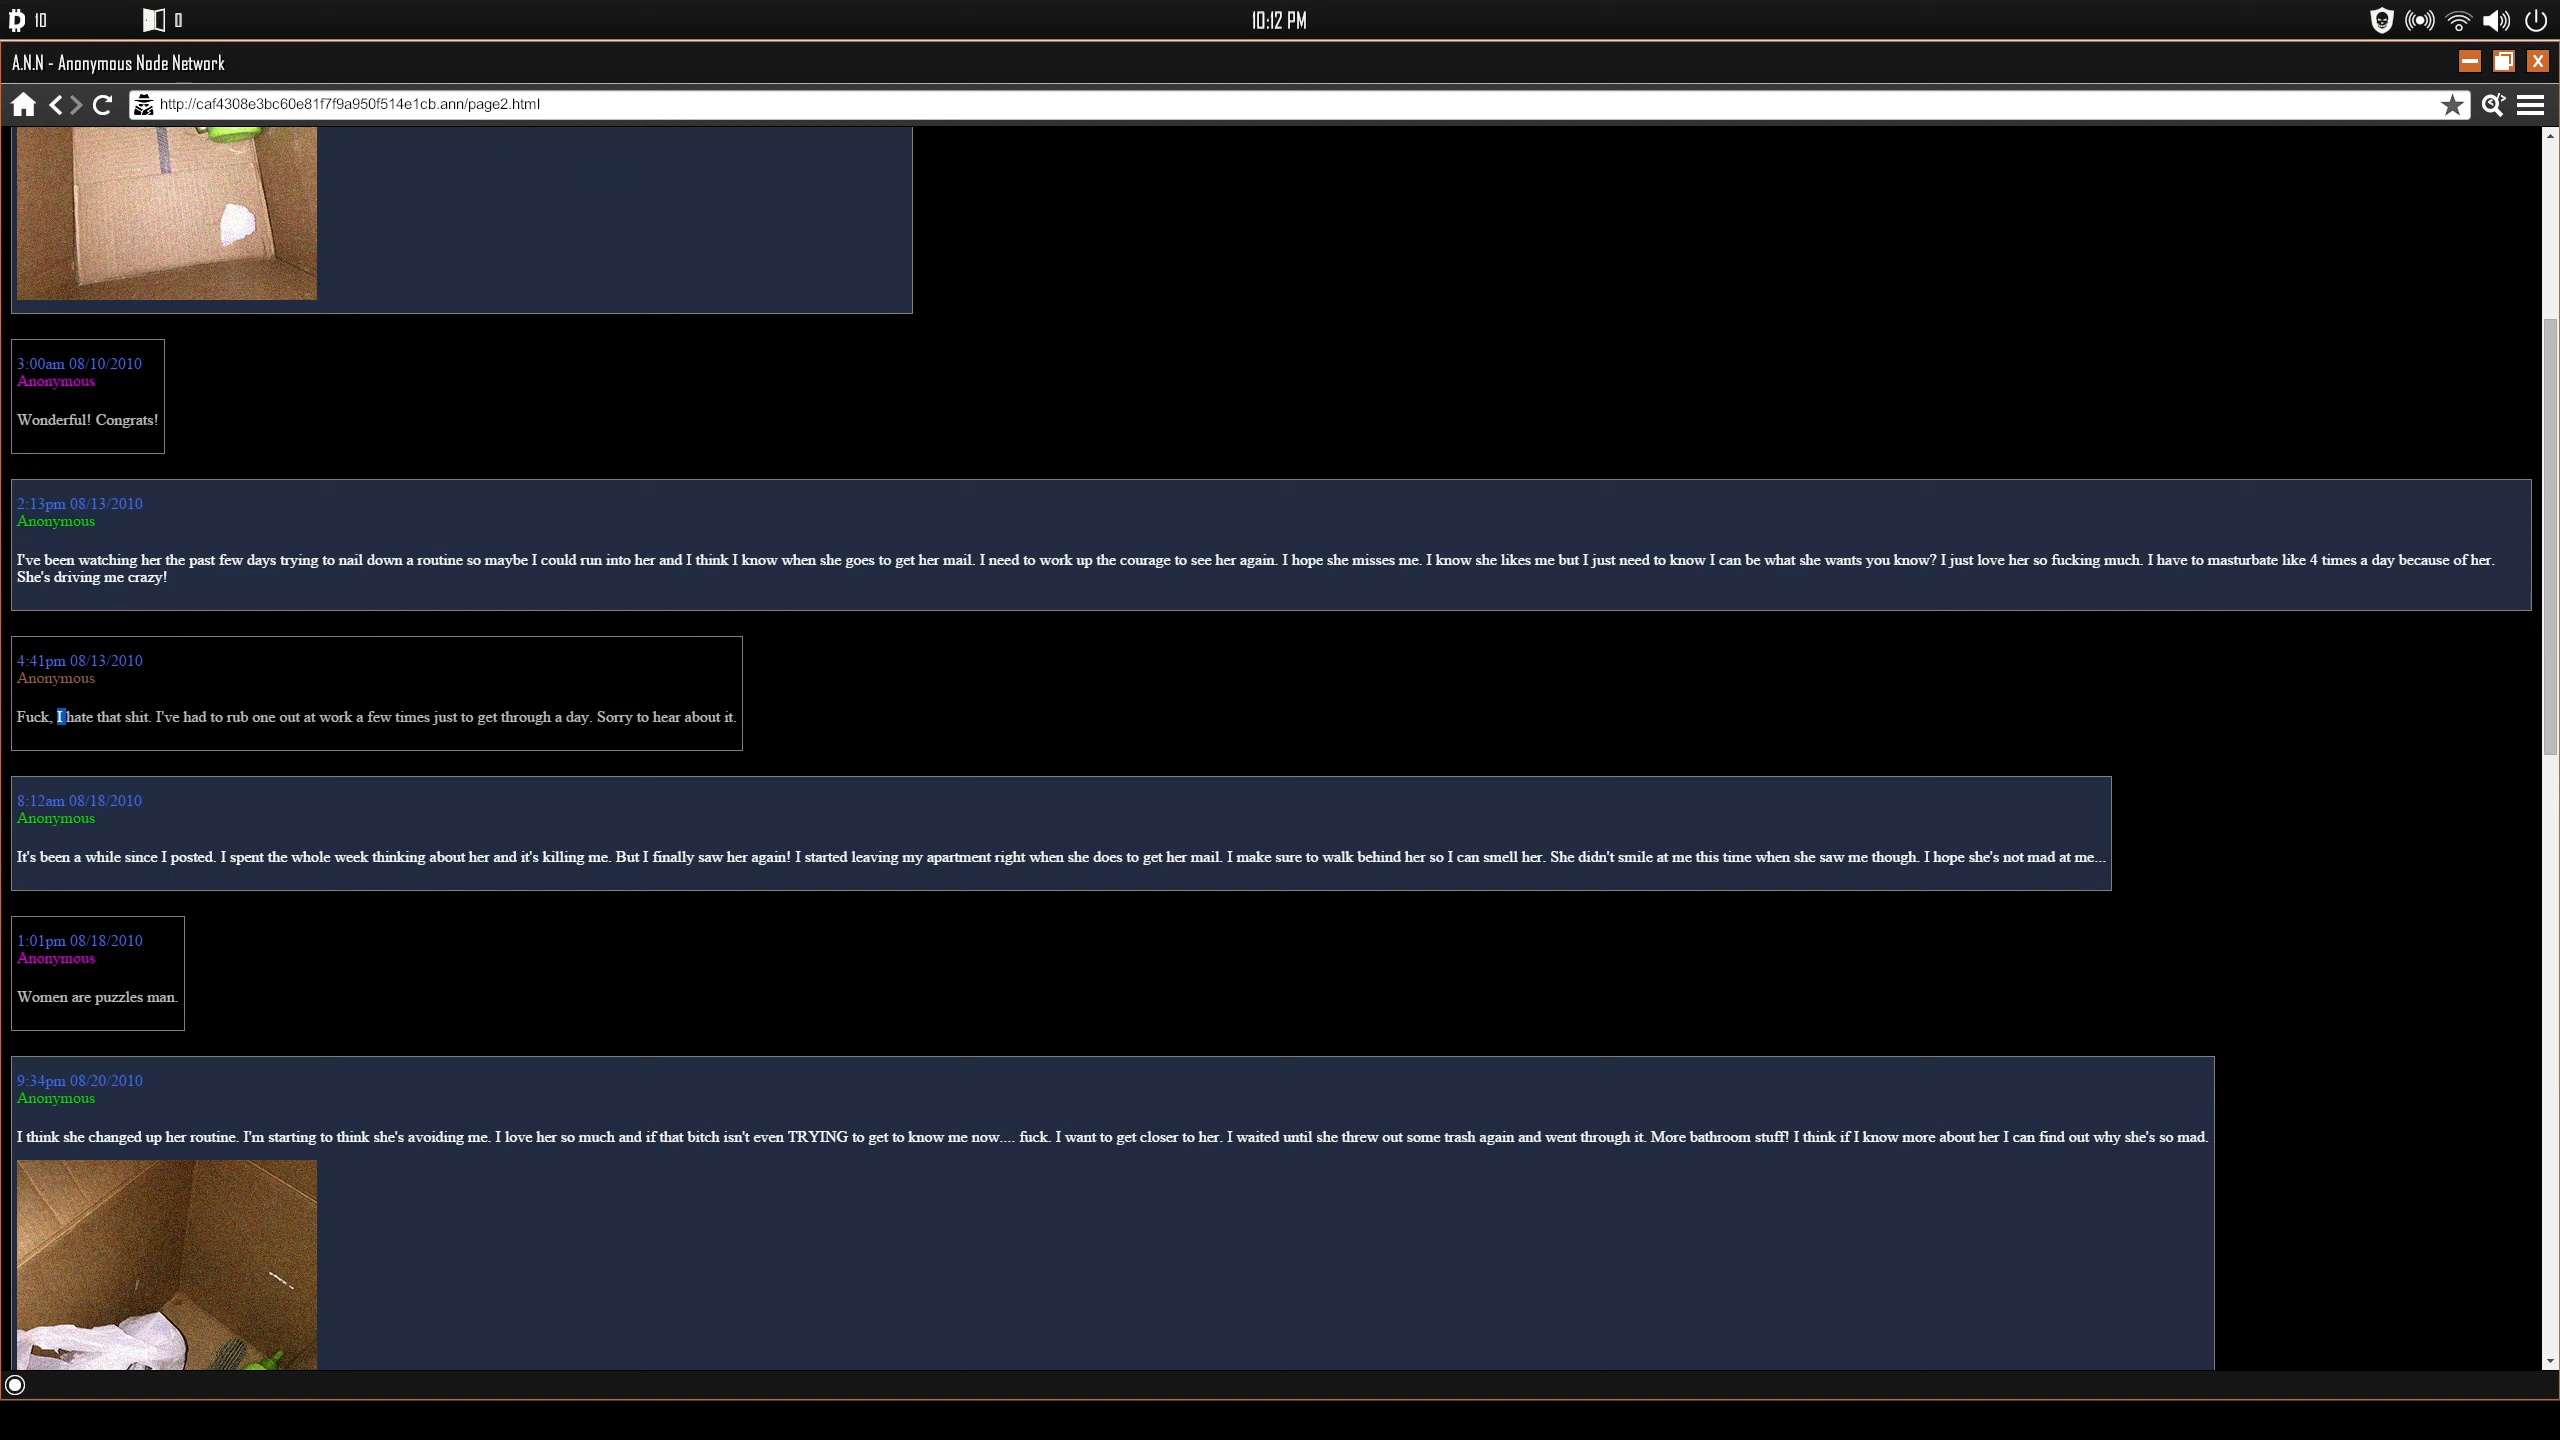 10 0 10:12 PM
A.N.N - Anonymous Node Network
http://caf4308e3bc60e81f7f9a950f514e1cb.ann/page2.html
3:00am 08/10/2010
Anonymous
Wonderful! Congrats!
2:13pm 08/13/2010
Anonymous
I've been watching her the past few days trying to nail down a routine so maybe I could run into her and I think I know when she goes to get her mail. I need to work up the courage to see her again. I hope she misses me. I know she likes me but I just need to know I can be what she wants you know? I just love her so fucking much. I have to masturbate like 4 times a day because of her.
She's driving me crazy!
4:41pm 08/13/2010
Anonymous
Fuck, I hate that shit. I've had to rub one out at work a few times just to get through a day. Sorry to hear about it.
8:12am 08/18/2010
Anonymous
It's been a while since I posted. I spent the whole week thinking about her and it's killing me. But I finally saw her again! I started leaving my apartment right when she does to get her mail. I make sure to walk behind her so I can smell her. She didn't smile at me this time when she saw me though. I hope she's not mad at me...
1:01pm 08/18/2010
Anonymous
Women are puzzles man.
9:34pm 08/20/2010
Anonymous
I think she changed up her routine. I'm starting to think she's avoiding me. I love her so much and if that bitch isn't even TRYING to get to know me now.... fuck. I want to get closer to her. I waited until she threw out some trash again and went through it. More bathroom stuff! I think if I know more about her I can find out why she's so mad.